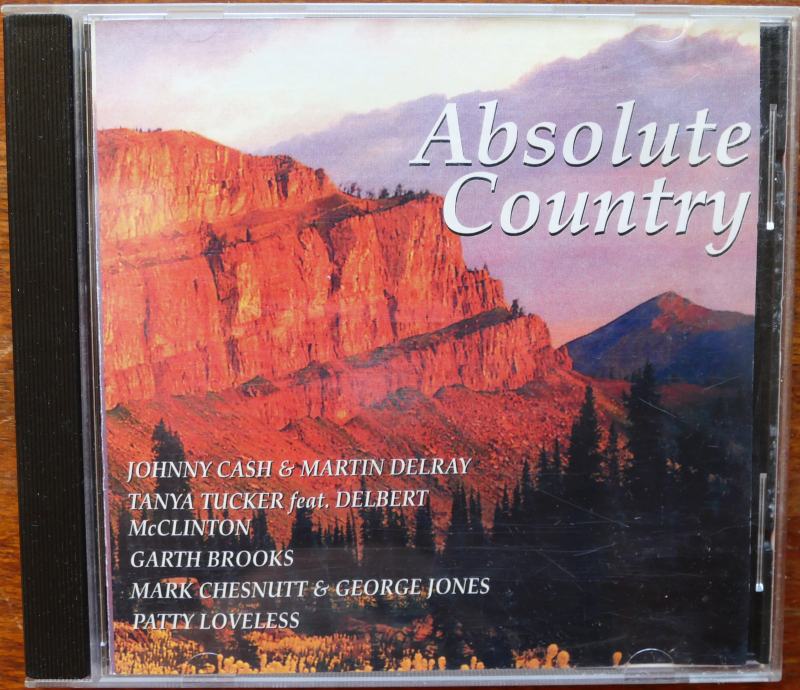 Absolute
Country
JOHNNY CASH & MARTIN DELRAY
TANYA TUCKER feat. DELBERT
McCLINTON
GARTH BROOKS
MARK CHESNUTT & GEORGE JONES
PATTY LOVELESS